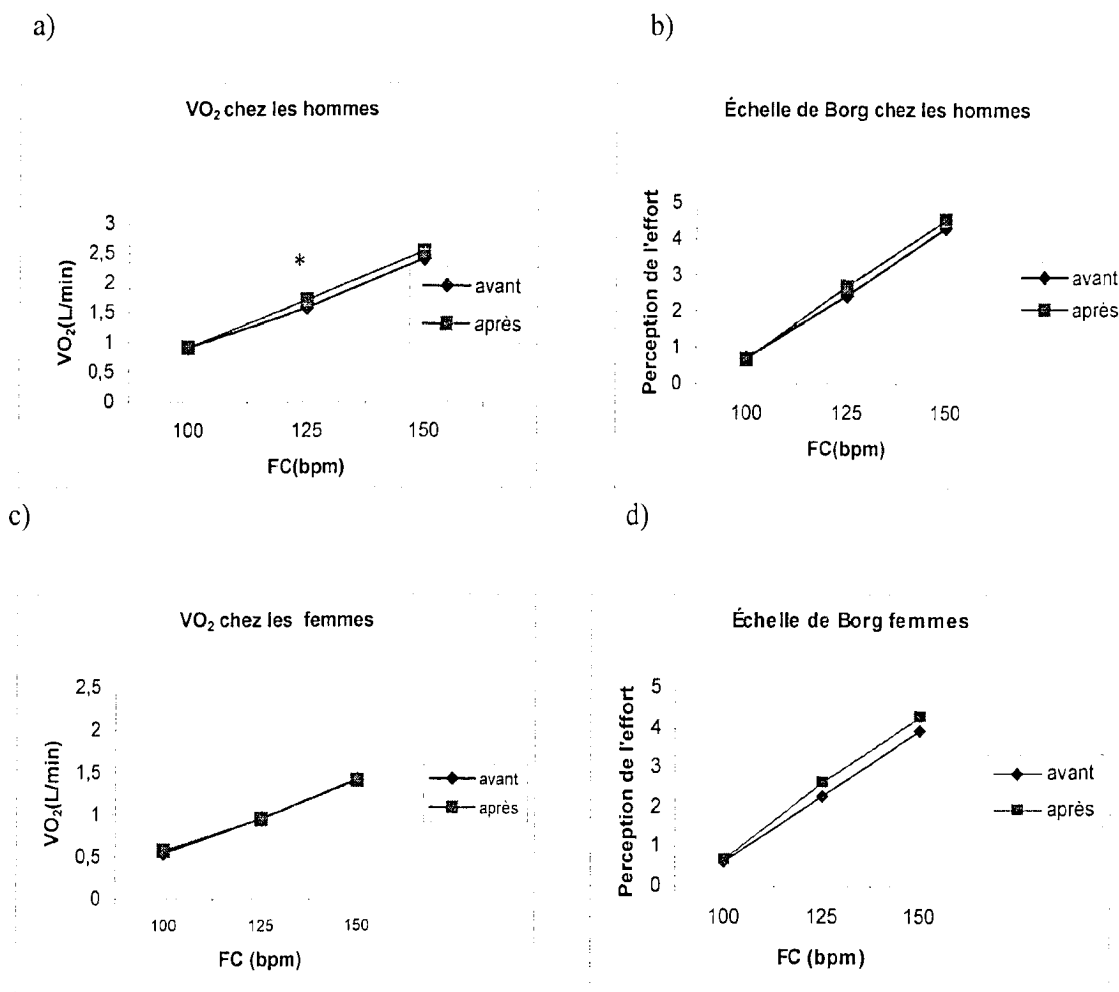 a)
VO₂ chez les hommes
VO₂(L/min)
3
2,5
2
1,5
1
0,5
0
*
avant
après
100 125 150
FC(bpm)
b)
Échelle de Borg chez les hommes
Perception de l'effort
5
4
3
2
1
0
avant
après
100 125 150
FC(bpm)
c)
VO₂ chez les femmes
VO₂(L/min)
2,5
2
1,5
1
0,5
0
avant
après
100 125 150
FC (bpm)
d)
Échelle de Borg femmes
Perception de l'effort
5
4
3
2
1
0
avant
après
100 125 150
FC (bpm)